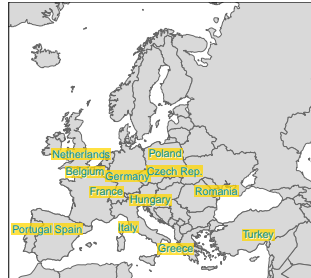 Netherlands
Poland
Belgium
Czech Rep.
Germany
France
Romania
Hungary
Portugal Spain
Italy
Turkey
Greece